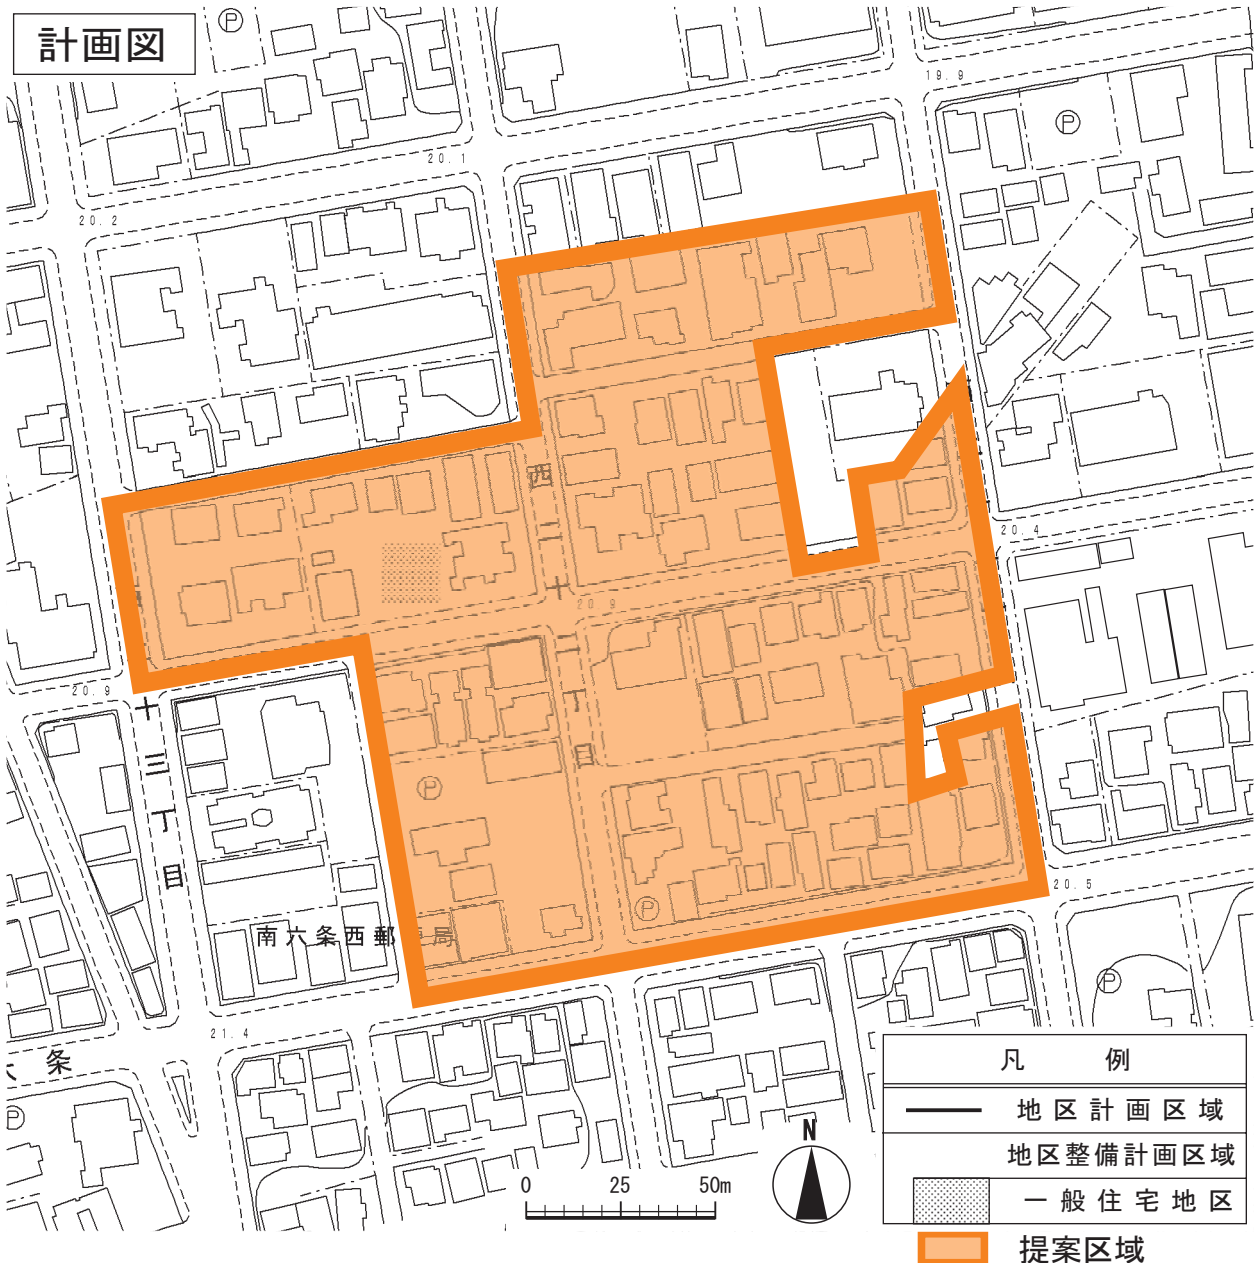 計画図
P
19.9
P
20.1
20.2
西二十一丁目
20.4
20.9
20.9
十三丁目
P
P
20.5
南六条西郵 局
P
21.4
条
P
N
0 25 50m
凡 例
地区計画区域
地区整備計画区域
一般住宅地区
提案区域